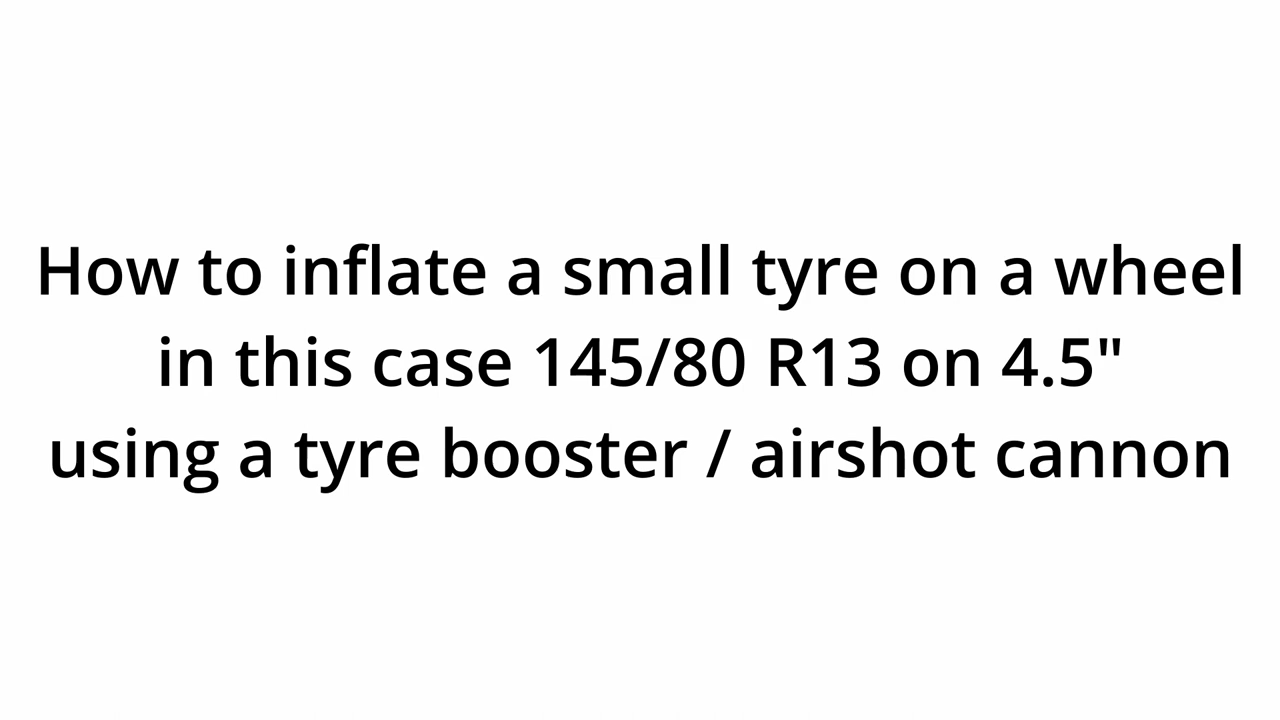 How to inflate a small tyre on a wheel
in this case 145/80 R13 on 4.5"
using a tyre booster / airshot cannon